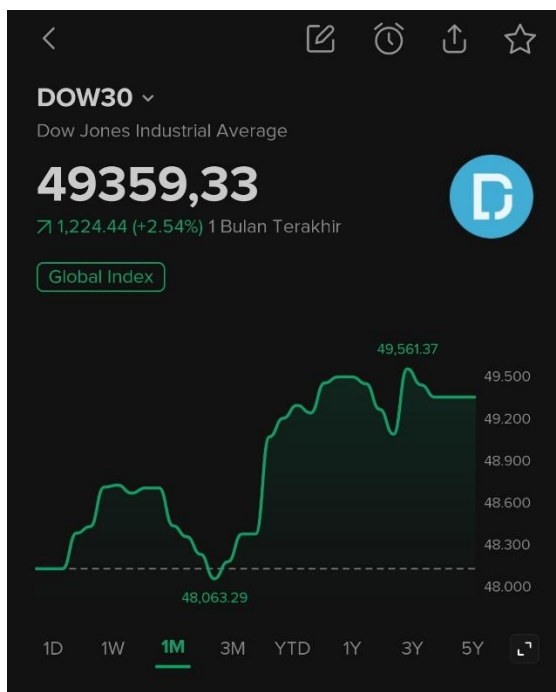 DOW30
Dow Jones Industrial Average
49359,33
1,224.44 (+2.54%) 1 Bulan Terakhir
Global Index
49,561.37
49.500
49.200
48.900
48.600
48.300
48.000
48,063.29
1D 1W 1M 3M YTD 1Y 3Y 5Y